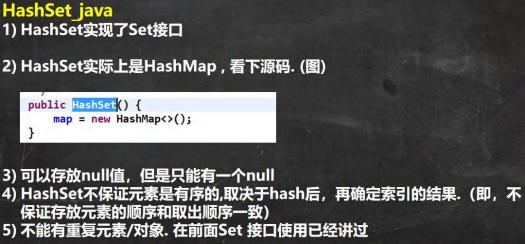 HashSet_java
1) HashSet实现了Set接口
2) HashSet实际上是HashMap , 看下源码. (图)
public HashSet() {
map = new HashMap<>();
}
3) 可以存放null值，但是只能有一个null
4) HashSet不保证元素是有序的,取决于hash后，再确定索引的结果.（即，不
保证存放元素的顺序和取出顺序一致）
5) 不能有重复元素/对象. 在前面Set 接口使用已经讲过